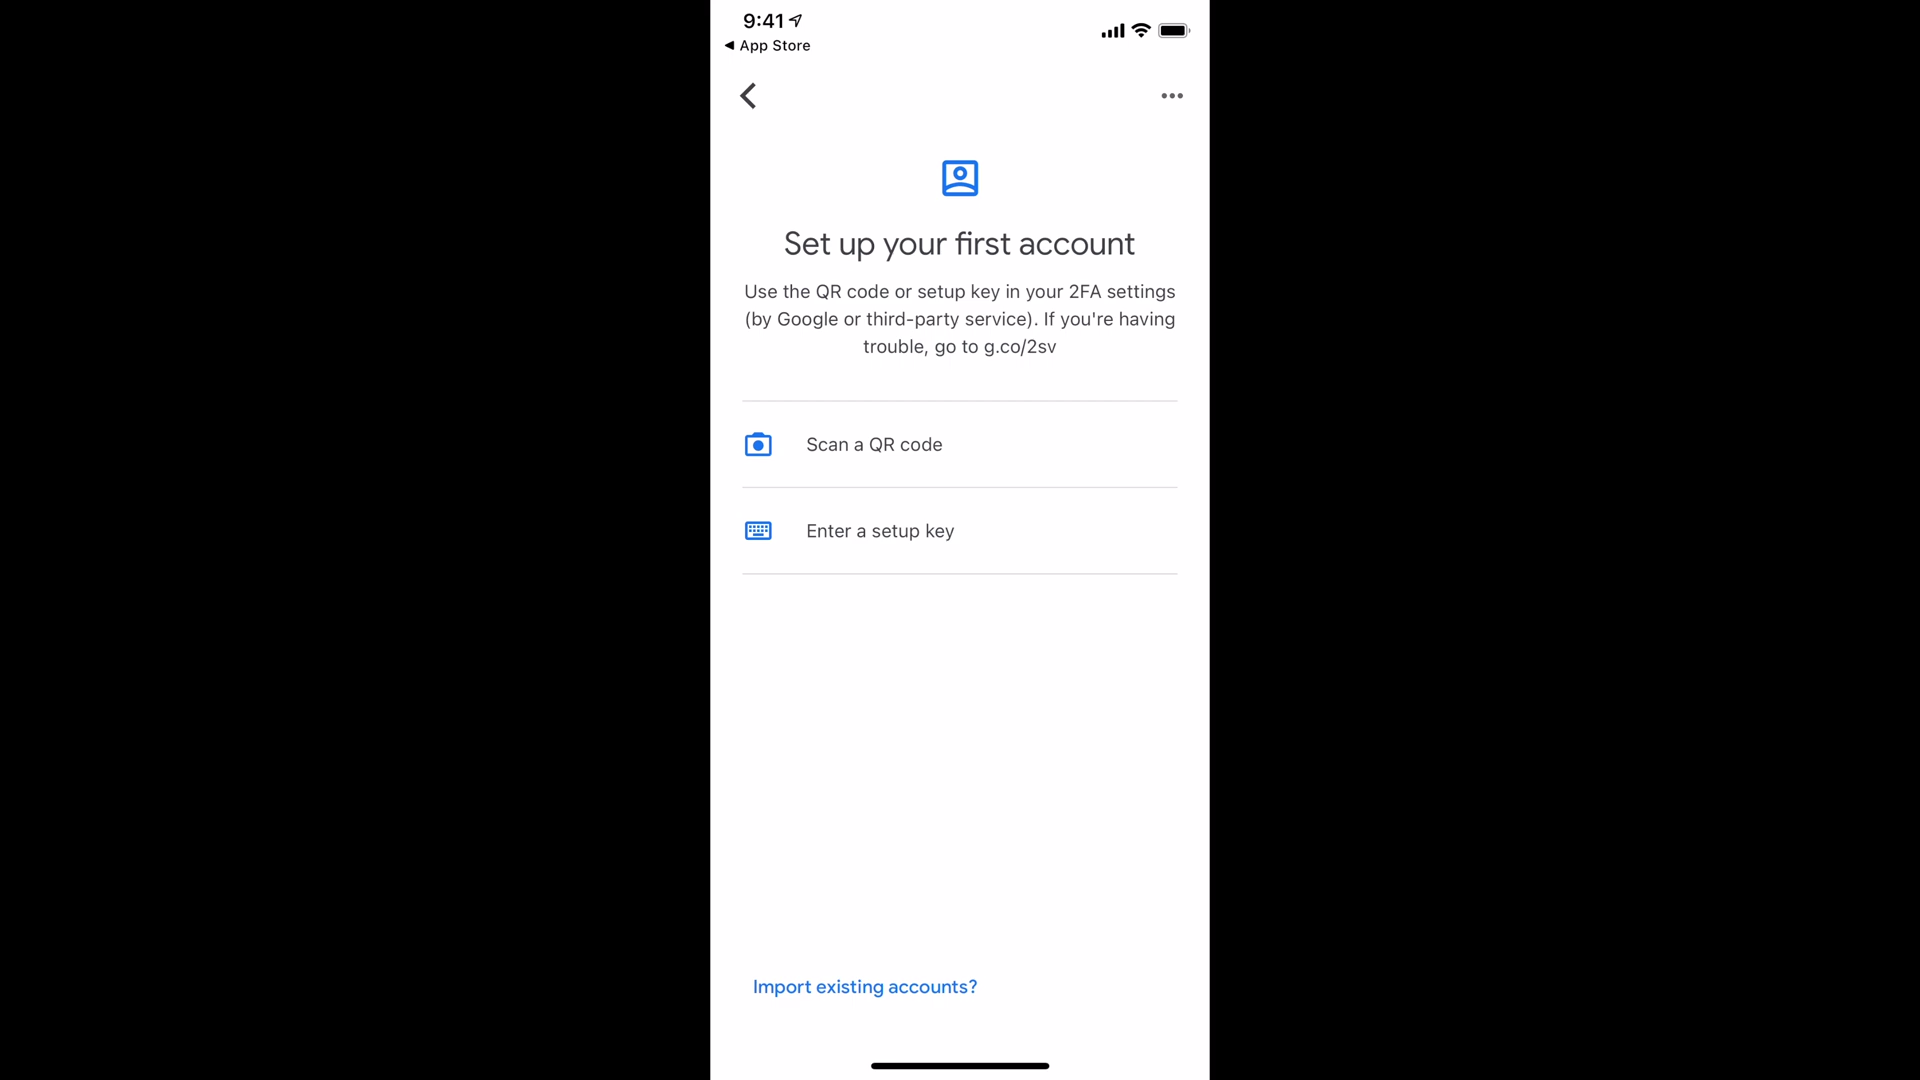 9:41
◀ App Store
Set up your first account
Use the QR code or setup key in your 2FA settings
(by Google or third-party service). If you're having
trouble, go to g.co/2sv
Scan a QR code
Enter a setup key
Import existing accounts?